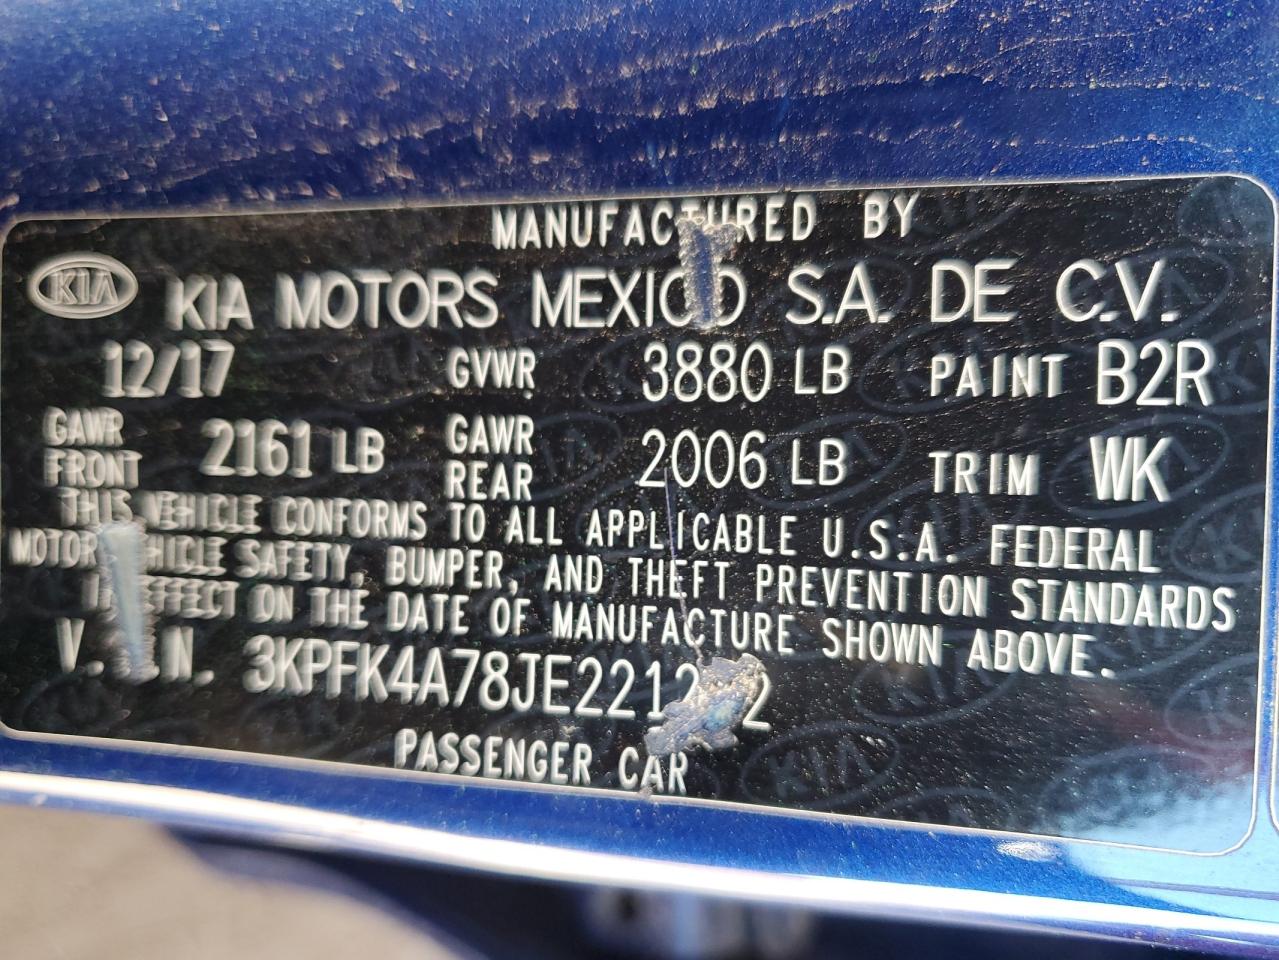 MANUFACTURED BY
KIA KIA MOTORS MEXICO S.A. DE C.V.
12/17 GVWR 3880 LB PAINT B2R
GAWR FRONT 2161 LB GAWR REAR 2006 LB TRIM WK
THIS VEHICLE CONFORMS TO ALL APPLICABLE U.S.A. FEDERAL
MOTOR VEHICLE SAFETY, BUMPER, AND THEFT PREVENTION STANDARDS
IN EFFECT ON THE DATE OF MANUFACTURE SHOWN ABOVE.
V.I.N.
PASSENGER CAR